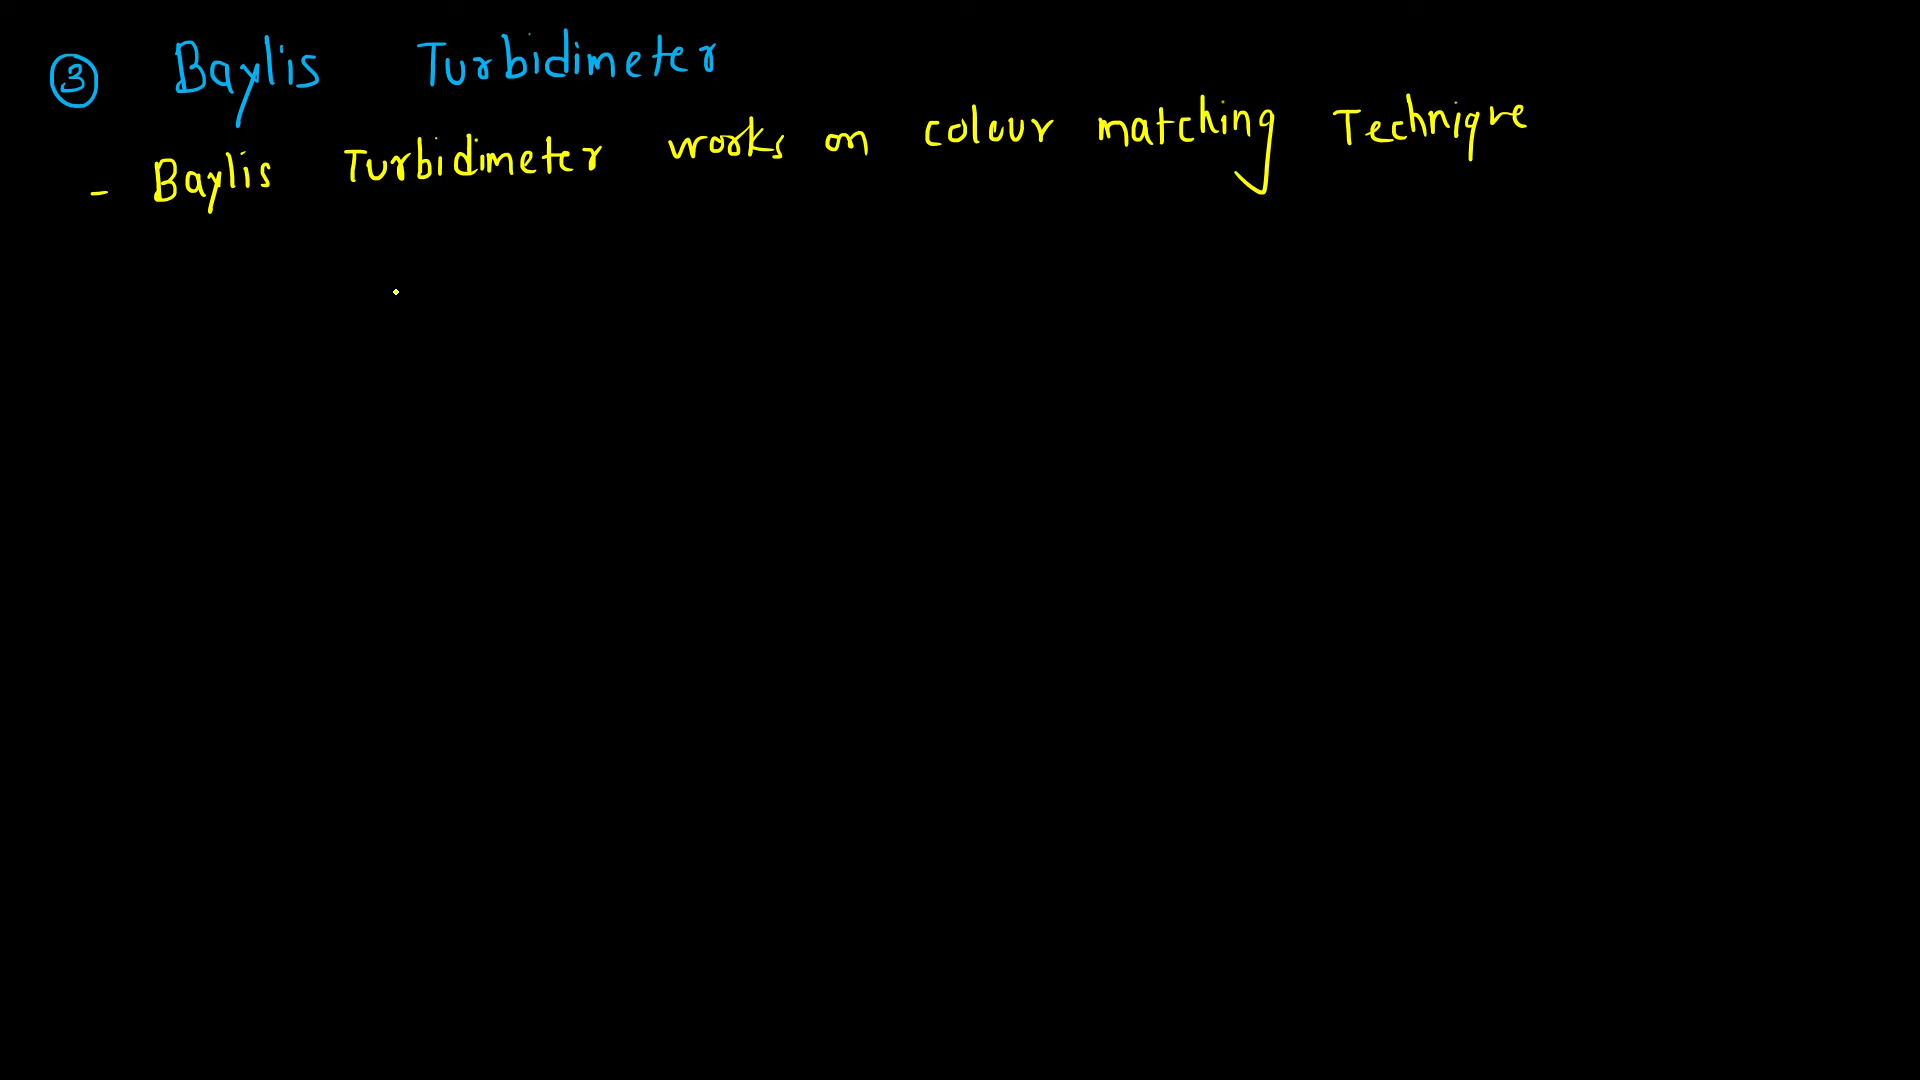 ③ Baylis Turbidimeter
- Baylis Turbidimeter works on colour matching Technique